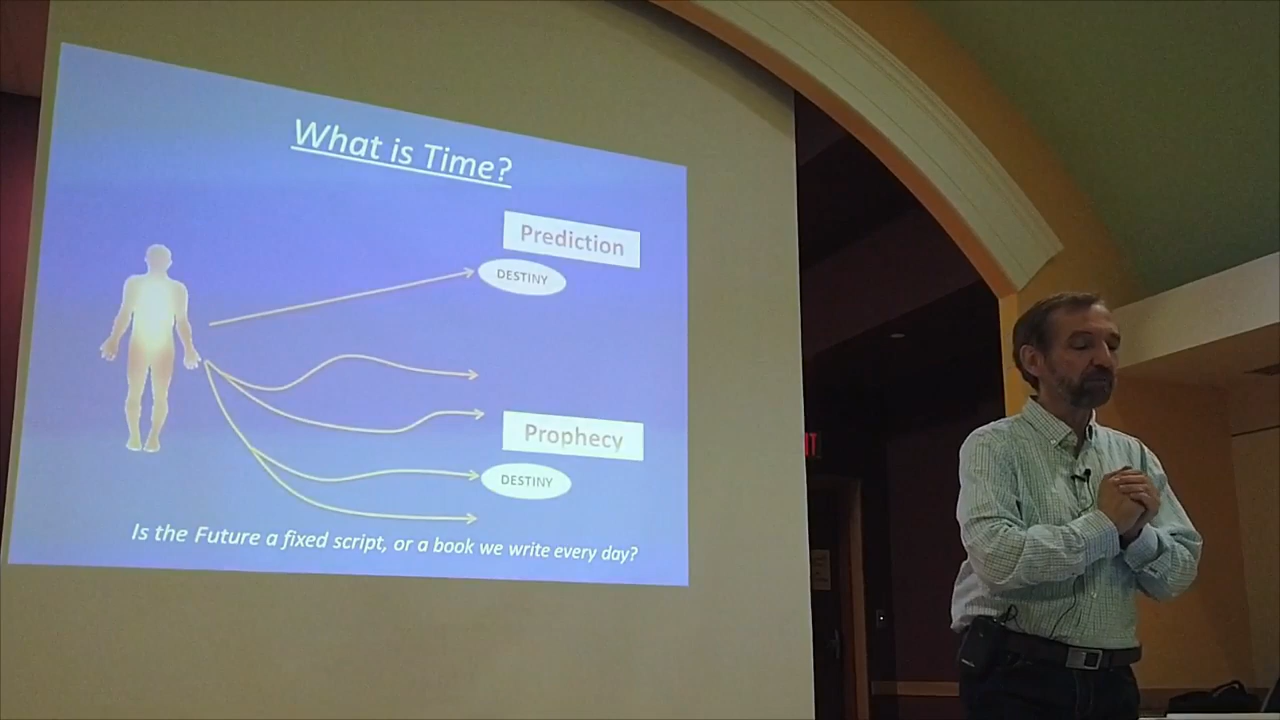 What is Time?
Prediction
DESTINY
Prophecy
DESTINY
Is the Future a fixed script, or a book we write every day?